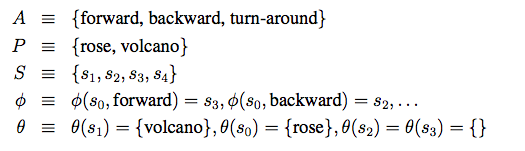 A ≡ {forward, backward, turn-around}
P ≡ {rose, volcano}
S ≡ {s₁, s₂, s₃, s₄}
ϕ ≡ ϕ(s₀, forward) = s₃, ϕ(s₀, backward) = s₂, . . .
θ ≡ θ(s₁) = {volcano}, θ(s₀) = {rose}, θ(s₂) = θ(s₃) = {}